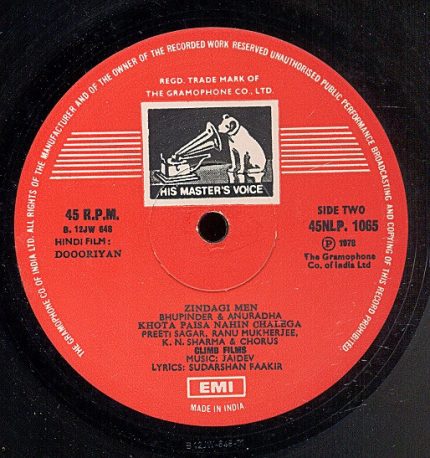 THE GRAMOPHONE CO. OF INDIA LTD. ALL RIGHTS OF THE MANUFACTURER AND OF THE OWNER OF THE RECORDED WORK RESERVED UNAUTHORISED PUBLIC PERFORMANCE BROADCASTING AND COPYING OF THIS RECORD PROHIBITED
REGD. TRADE MARK OF
THE GRAMOPHONE CO., LTD.
HIS MASTER'S VOICE
45 R.P.M.
B. 12JW 648
HINDI FILM:
DOOORIYAN
SIDE TWO
45NLP. 1065
Ⓟ 1978
The Gramophone
Co. of India Ltd
ZINDAGI MEN
BHUPINDER & ANURADHA
KHOTA PAISA NAHIN CHALEGA
PREETI SAGAR, RANU MUKHERJEE,
K. N. SHARMA & CHORUS
CLIMB FILMS
MUSIC: JAIDEV
LYRICS: SUDARSHAN FAAKIR
EMI
MADE IN INDIA